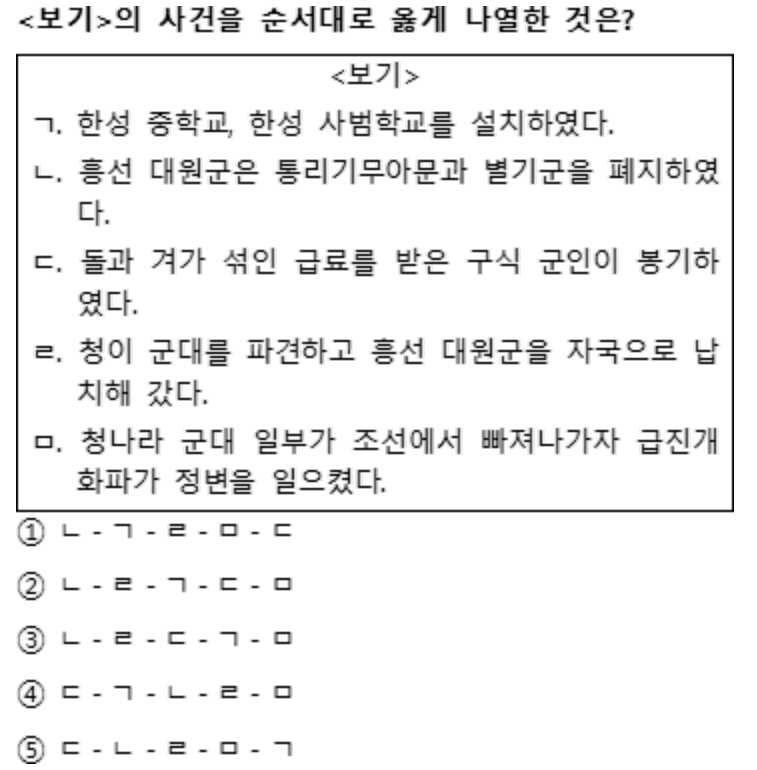 <보기>의 사건을 순서대로 옳게 나열한 것은?
<보기>
ㄱ. 한성 중학교, 한성 사범학교를 설치하였다.
ㄴ. 흥선 대원군은 통리기무아문과 별기군을 폐지하였
다.
ㄷ. 돌과 겨가 섞인 급료를 받은 구식 군인이 봉기하
였다.
ㄹ. 청이 군대를 파견하고 흥선 대원군을 자국으로 납
치해 갔다.
ㅁ. 청나라 군대 일부가 조선에서 빠져나가자 급진개
화파가 정변을 일으켰다.
① ㄴ - ㄱ - ㄹ - ㅁ - ㄷ
② ㄴ - ㄹ - ㄱ - ㄷ - ㅁ
③ ㄴ - ㄹ - ㄷ - ㄱ - ㅁ
④ ㄷ - ㄱ - ㄴ - ㄹ - ㅁ
⑤ ㄷ - ㄴ - ㄹ - ㅁ - ㄱ